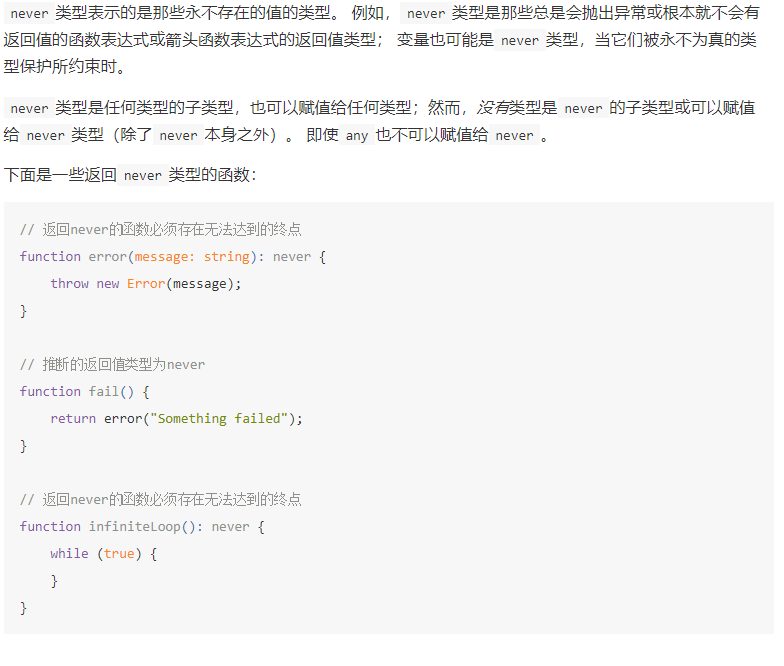 never 类型表示的是那些永不存在的值的类型。 例如， never 类型是那些总是会抛出异常或根本就不会有
返回值的函数表达式或箭头函数表达式的返回值类型； 变量也可能是 never 类型，当它们被永不为真的类
型保护所约束时。
never 类型是任何类型的子类型，也可以赋值给任何类型；然而，没有类型是 never 的子类型或可以赋值
给 never 类型（除了 never 本身之外）。 即使 any 也不可以赋值给 never 。
下面是一些返回 never 类型的函数：
// 返回never的函数必须存在无法达到的终点
function error(message: string): never {
    throw new Error(message);
}
// 推断的返回值类型为never
function fail() {
    return error("Something failed");
}
// 返回never的函数必须存在无法达到的终点
function infiniteLoop(): never {
    while (true) {
    }
}